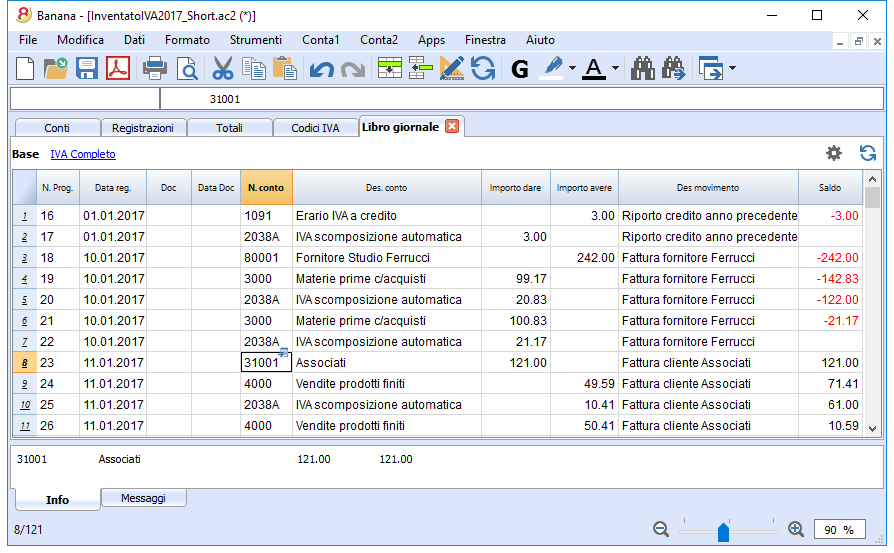 Banana - [InventatoIVA2017_Short.ac2 (*)]
File Modifica Dati Formato Strumenti Conta1 Conta2 Apps Finestra Aiuto
G A
31001
Conti Registrazioni Totali Codici IVA Libro giornale
Base IVA Completo
N. Prog. Data reg. Doc Data Doc N. conto Des. conto Importo dare Importo avere Des movimento Saldo
1 16 01.01.2017 1091 Erario IVA a credito 3.00 Riporto credito anno precedente -3.00
2 17 01.01.2017 2038A IVA scomposizione automatica 3.00 Riporto credito anno precedente
3 18 10.01.2017 80001 Fornitore Studio Ferrucci 242.00 Fattura fornitore Ferrucci -242.00
4 19 10.01.2017 3000 Materie prime c/acquisti 99.17 Fattura fornitore Ferrucci -142.83
5 20 10.01.2017 2038A IVA scomposizione automatica 20.83 Fattura fornitore Ferrucci -122.00
6 21 10.01.2017 3000 Materie prime c/acquisti 100.83 Fattura fornitore Ferrucci -21.17
7 22 10.01.2017 2038A IVA scomposizione automatica 21.17 Fattura fornitore Ferrucci
8 23 11.01.2017 31001 Associati 121.00 Fattura cliente Associati 121.00
9 24 11.01.2017 4000 Vendite prodotti finiti 49.59 Fattura cliente Associati 71.41
10 25 11.01.2017 2038A IVA scomposizione automatica 10.41 Fattura cliente Associati 61.00
11 26 11.01.2017 4000 Vendite prodotti finiti 50.41 Fattura cliente Associati 10.59
31001 Associati 121.00 121.00
Info Messaggi
8/121 90 %